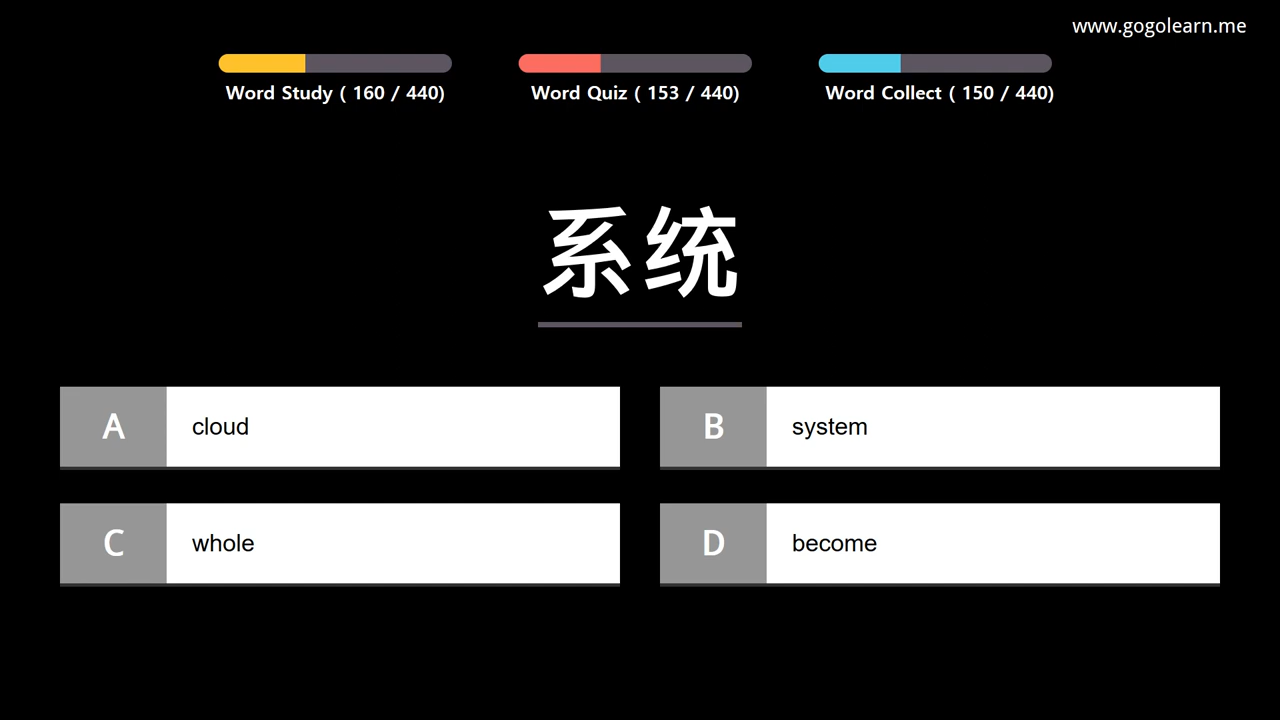 www.gogolearn.me
Word Study ( 160 / 440)
Word Quiz ( 153 / 440)
Word Collect ( 150 / 440)
系统
A cloud
B system
C whole
D become